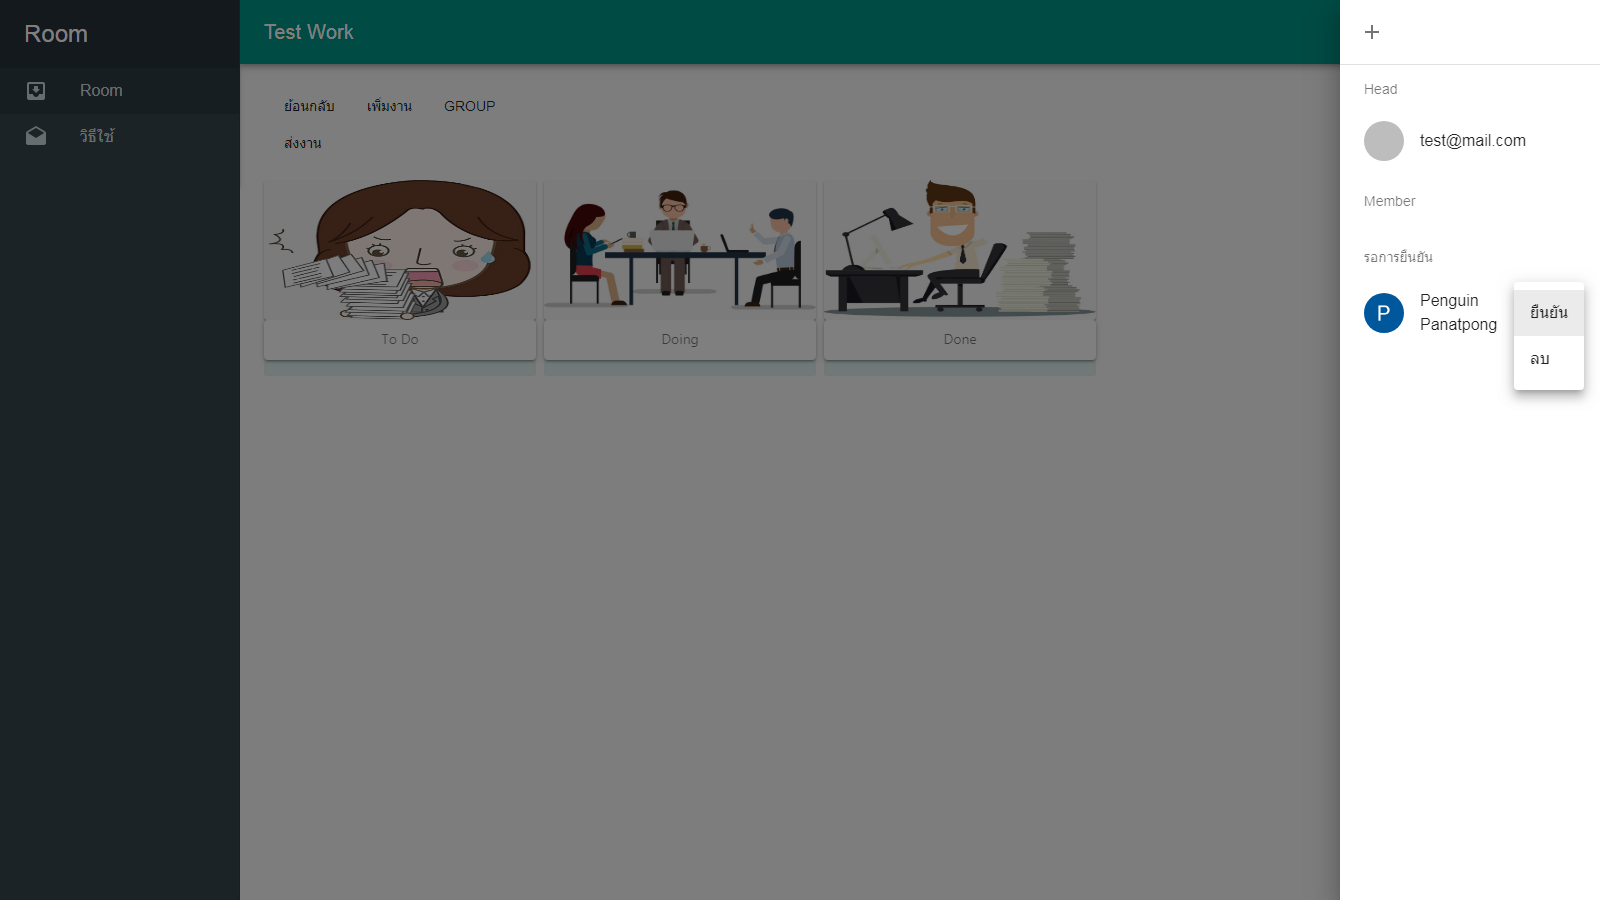 Room
Room
วิธีใช้
Test Work
ย้อนกลับ เพิ่มงาน GROUP
ส่งงาน
To Do
Doing
Done
Head
test@mail.com
Member
รอการยืนยัน
P
Penguin
Panatpong
ยืนยัน
ลบ